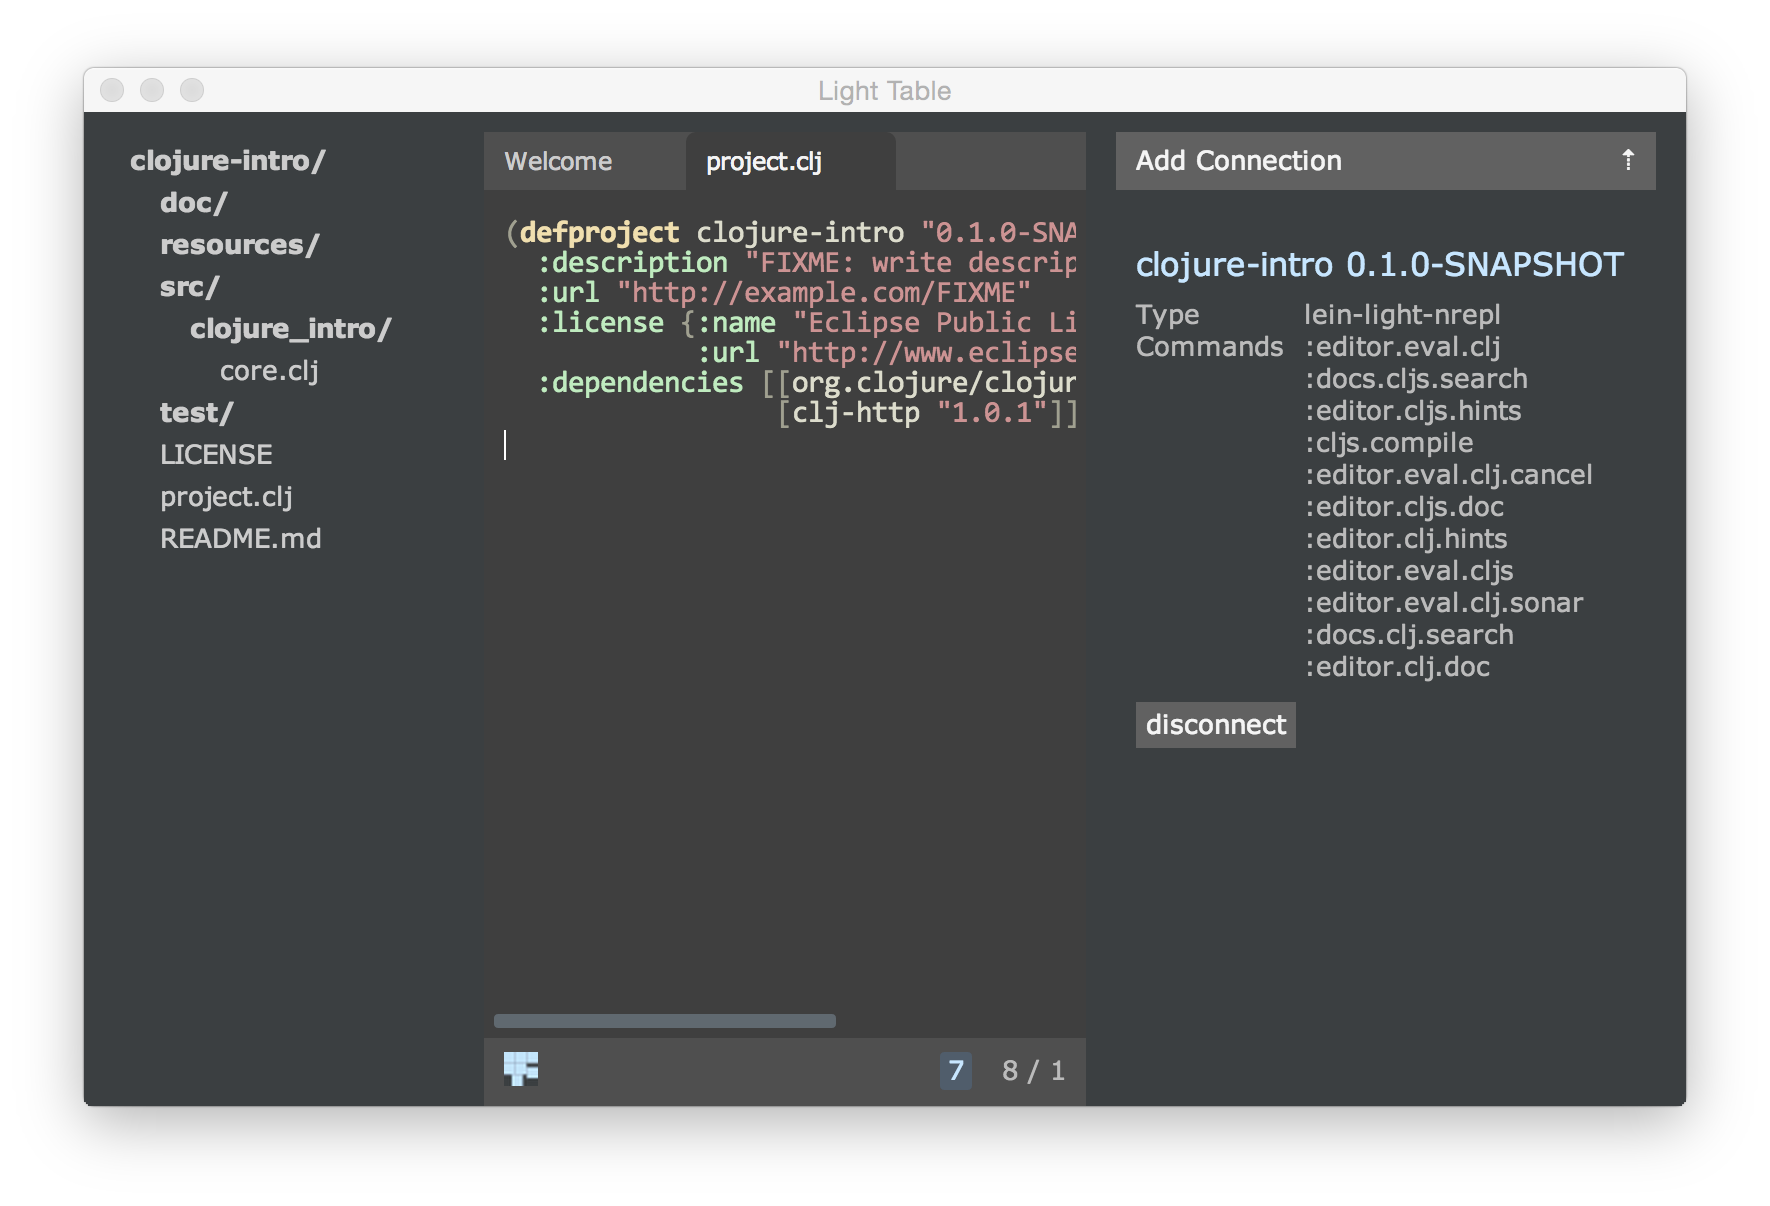 Light Table
clojure-intro/
doc/
resources/
src/
clojure_intro/
core.clj
test/
LICENSE
project.clj
README.md
Welcome
project.clj
(defproject clojure-intro "0.1.0-SNA
:description "FIXME: write descrip
:url "http://example.com/FIXME"
:license {:name "Eclipse Public Li
:url "http://www.eclipse
:dependencies [[org.clojure/clojur
[clj-http "1.0.1"]]
7 8 / 1
Add Connection ⇡
clojure-intro 0.1.0-SNAPSHOT
Type lein-light-nrepl
Commands :editor.eval.clj
:docs.cljs.search
:editor.cljs.hints
:cljs.compile
:editor.eval.clj.cancel
:editor.cljs.doc
:editor.clj.hints
:editor.eval.cljs
:editor.eval.clj.sonar
:docs.clj.search
:editor.clj.doc
disconnect